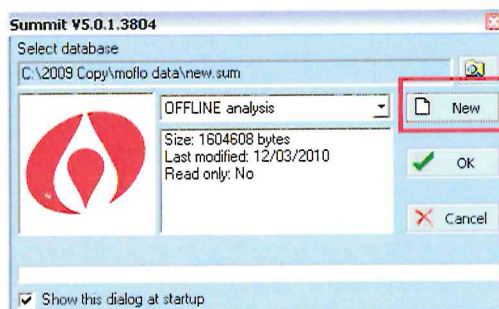 Summit V5.0.1.3804
Select database
C:\2009 Copy\moflo data\new.sum
OFFLINE analysis
New
Size: 1604608 bytes
Last modified: 12/03/2010
Read only: No
OK
Cancel
Show this dialog at startup